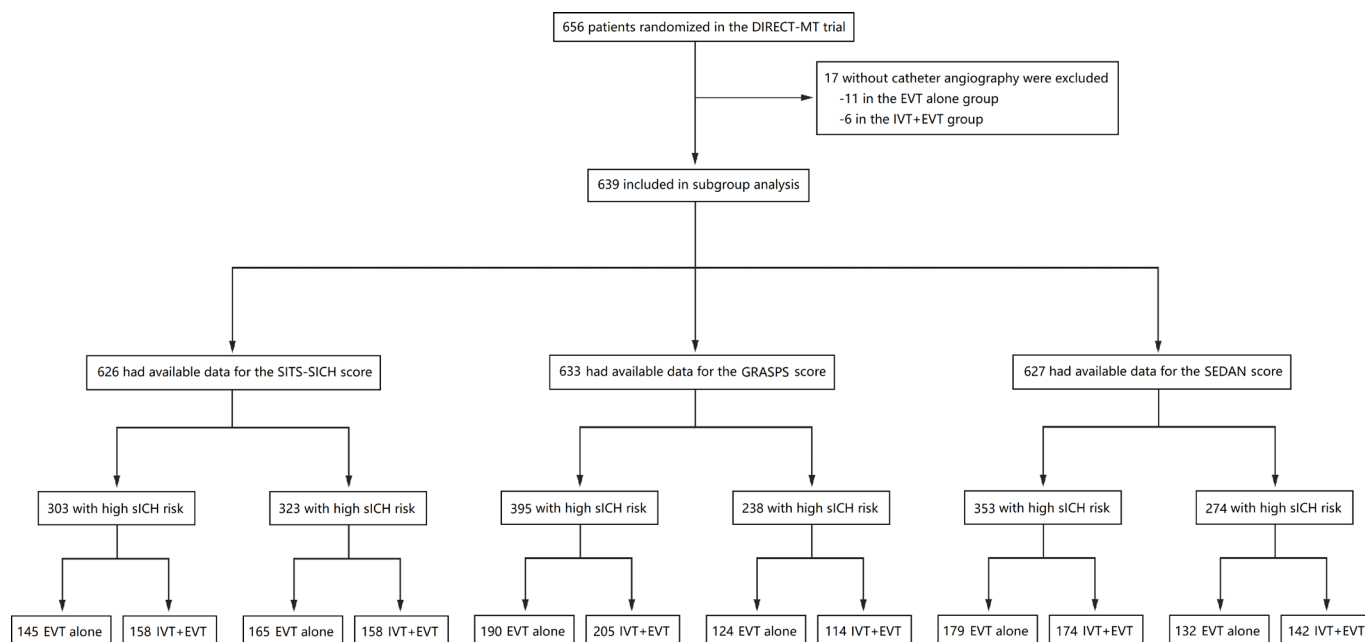 656 patients randomized in the DIRECT-MT trial
17 without catheter angiography were excluded
-11 in the EVT alone group
-6 in the IVT+EVT group
639 included in subgroup analysis
626 had available data for the SITS-SICH score
633 had available data for the GRASPS score
627 had available data for the SEDAN score
303 with high sICH risk
323 with high sICH risk
395 with high sICH risk
238 with high sICH risk
353 with high sICH risk
274 with high sICH risk
145 EVT alone
158 IVT+EVT
165 EVT alone
158 IVT+EVT
190 EVT alone
205 IVT+EVT
124 EVT alone
114 IVT+EVT
179 EVT alone
174 IVT+EVT
132 EVT alone
142 IVT+EVT